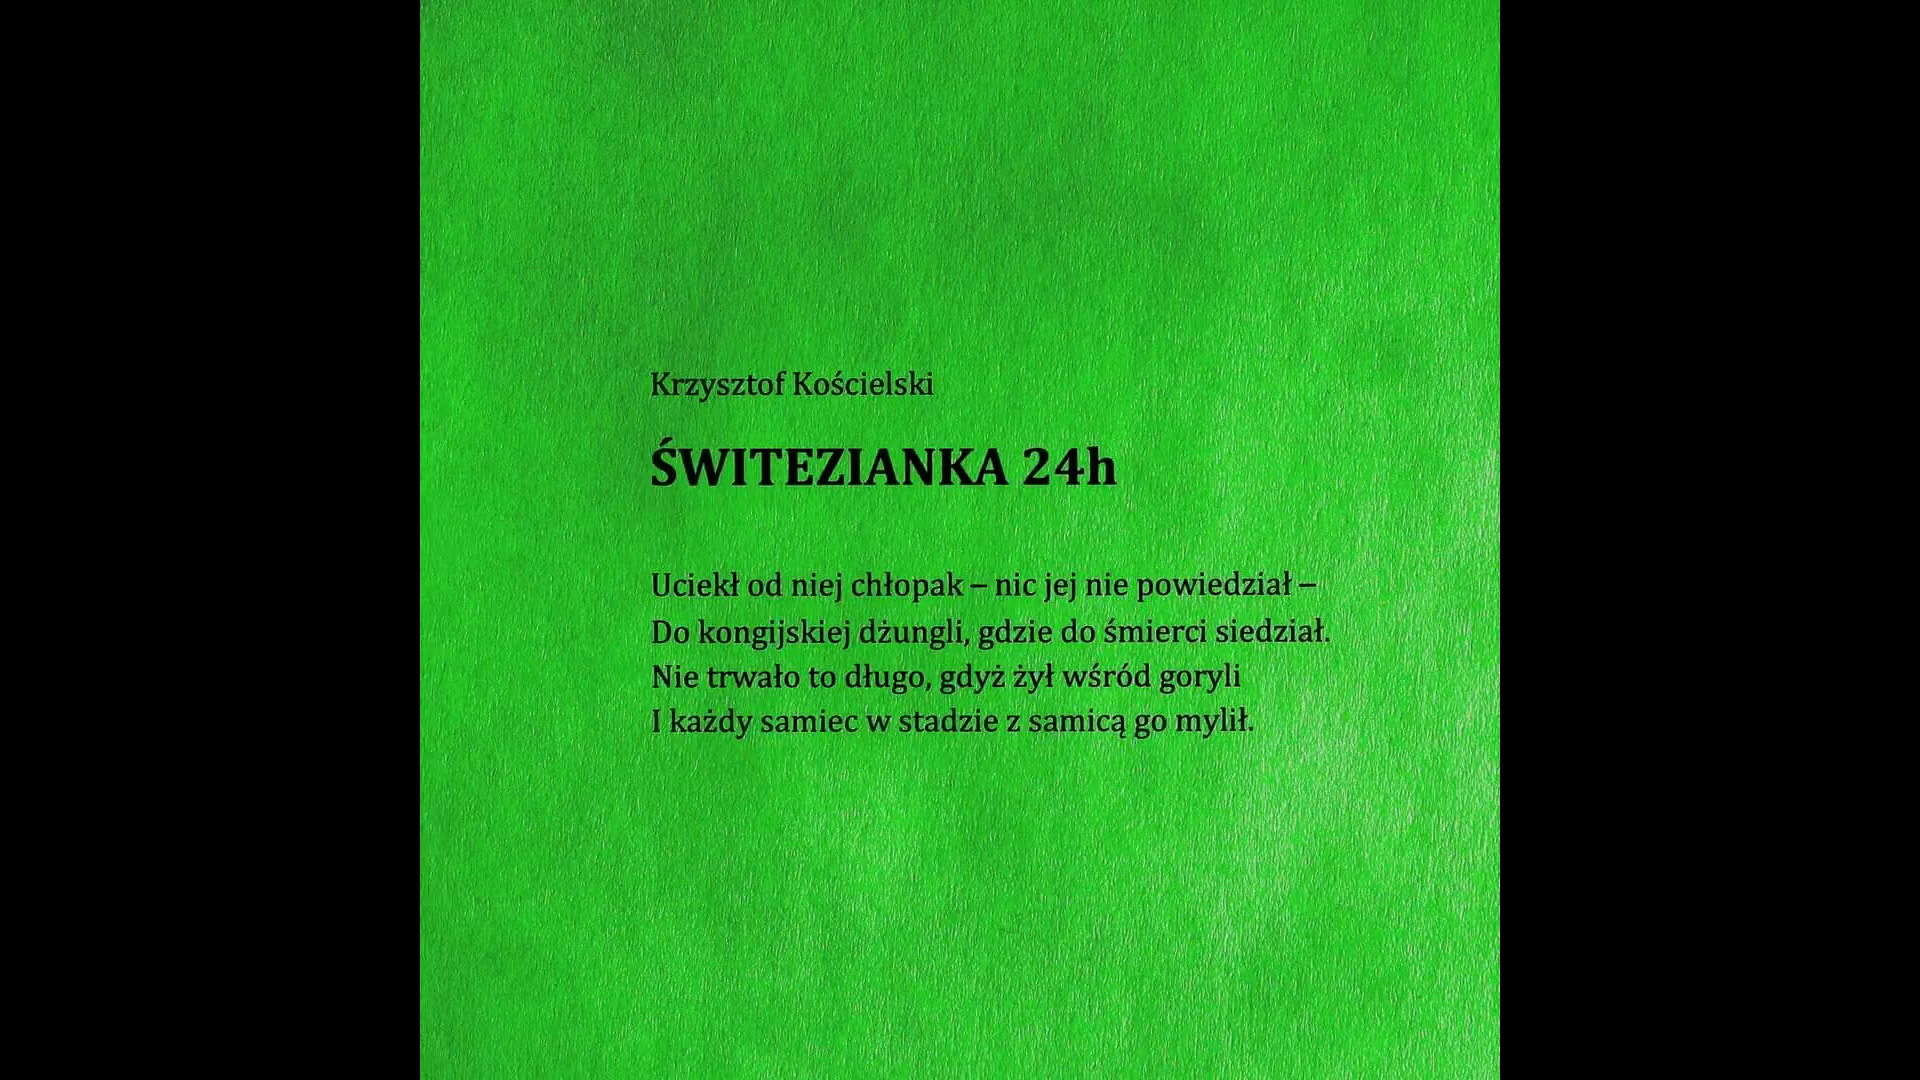 Krzysztof Kościelski
ŚWITEZIANKA 24h
Uciekł od niej chłopak – nic jej nie powiedział –
Do kongijskiej dżungli, gdzie do śmierci siedział.
Nie trwało to długo, gdyż żył wśród goryli
I każdy samiec w stadzie z samicą go mylił.